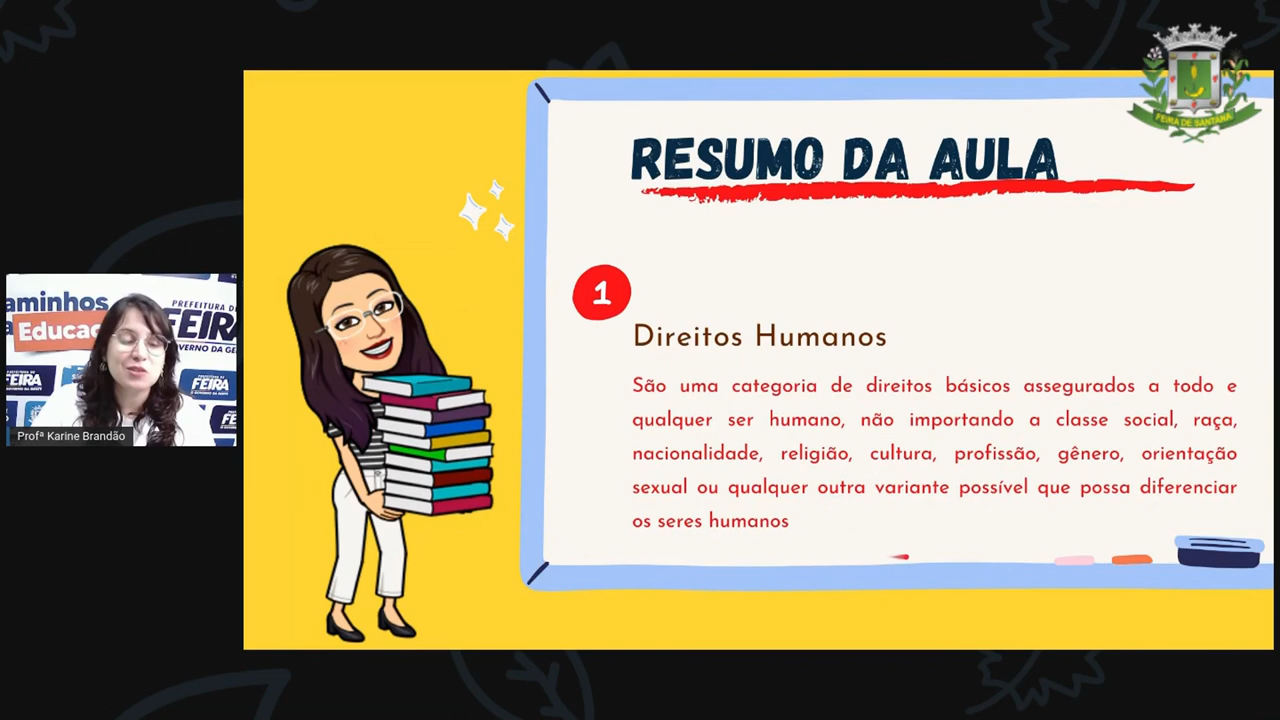 FEIRA DE SANTANA
RESUMO DA AULA
1
Direitos Humanos
São uma categoria de direitos básicos assegurados a todo e
qualquer ser humano, não importando a classe social, raça,
nacionalidade, religião, cultura, profissão, gênero, orientação
sexual ou qualquer outra variante possível que possa diferenciar
os seres humanos
aminhos
Educac
PREFEITURA D
FEIRA
OVERNO DA GE
FEIRA
FEIRA
Profª Karine Brandão